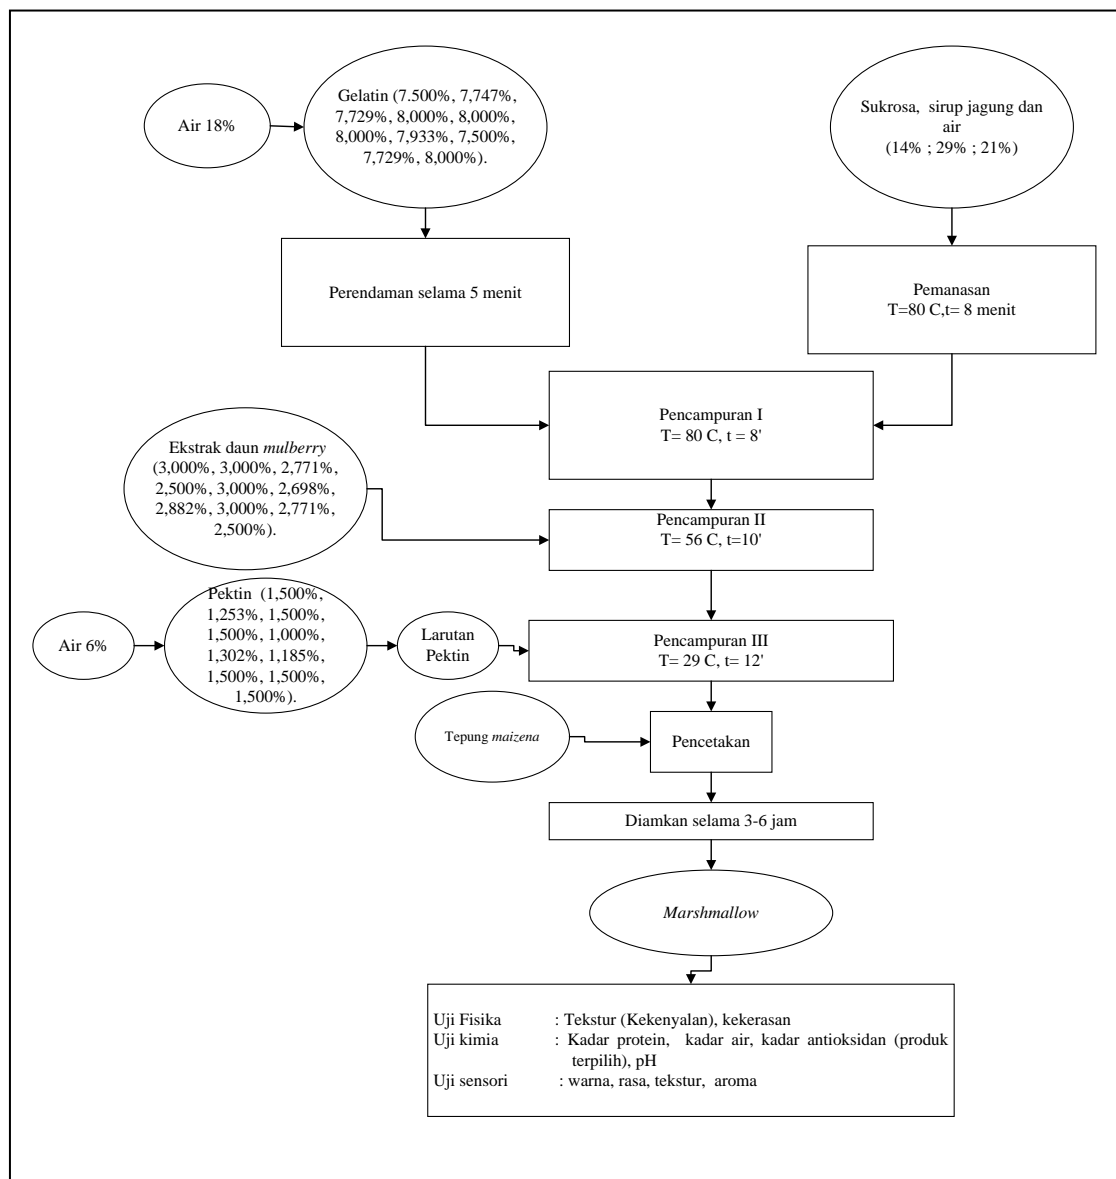 Gelatin (7.500%, 7,747%,
7,729%, 8,000%, 8,000%,
8,000%, 7,933%, 7,500%,
7,729%, 8,000%).
Air 18%
Sukrosa, sirup jagung dan
air
(14% ; 29% ; 21%)
Perendaman selama 5 menit
Pemanasan
T=80 C,t= 8 menit
Pencampuran I
T= 80 C, t = 8'
Ekstrak daun mulberry
(3,000%, 3,000%, 2,771%,
2,500%, 3,000%, 2,698%,
2,882%, 3,000%, 2,771%,
2,500%).
Pencampuran II
T= 56 C, t=10'
Pektin (1,500%,
1,253%, 1,500%,
1,500%, 1,000%,
1,302%, 1,185%,
1,500%, 1,500%,
1,500%).
Air 6%
Larutan
Pektin
Pencampuran III
T= 29 C, t= 12'
Tepung maizena
Pencetakan
Diamkan selama 3-6 jam
Marshmallow
Uji Fisika : Tekstur (Kekenyalan), kekerasan
Uji kimia : Kadar protein, kadar air, kadar antioksidan (produk
terpilih), pH
Uji sensori : warna, rasa, tekstur, aroma